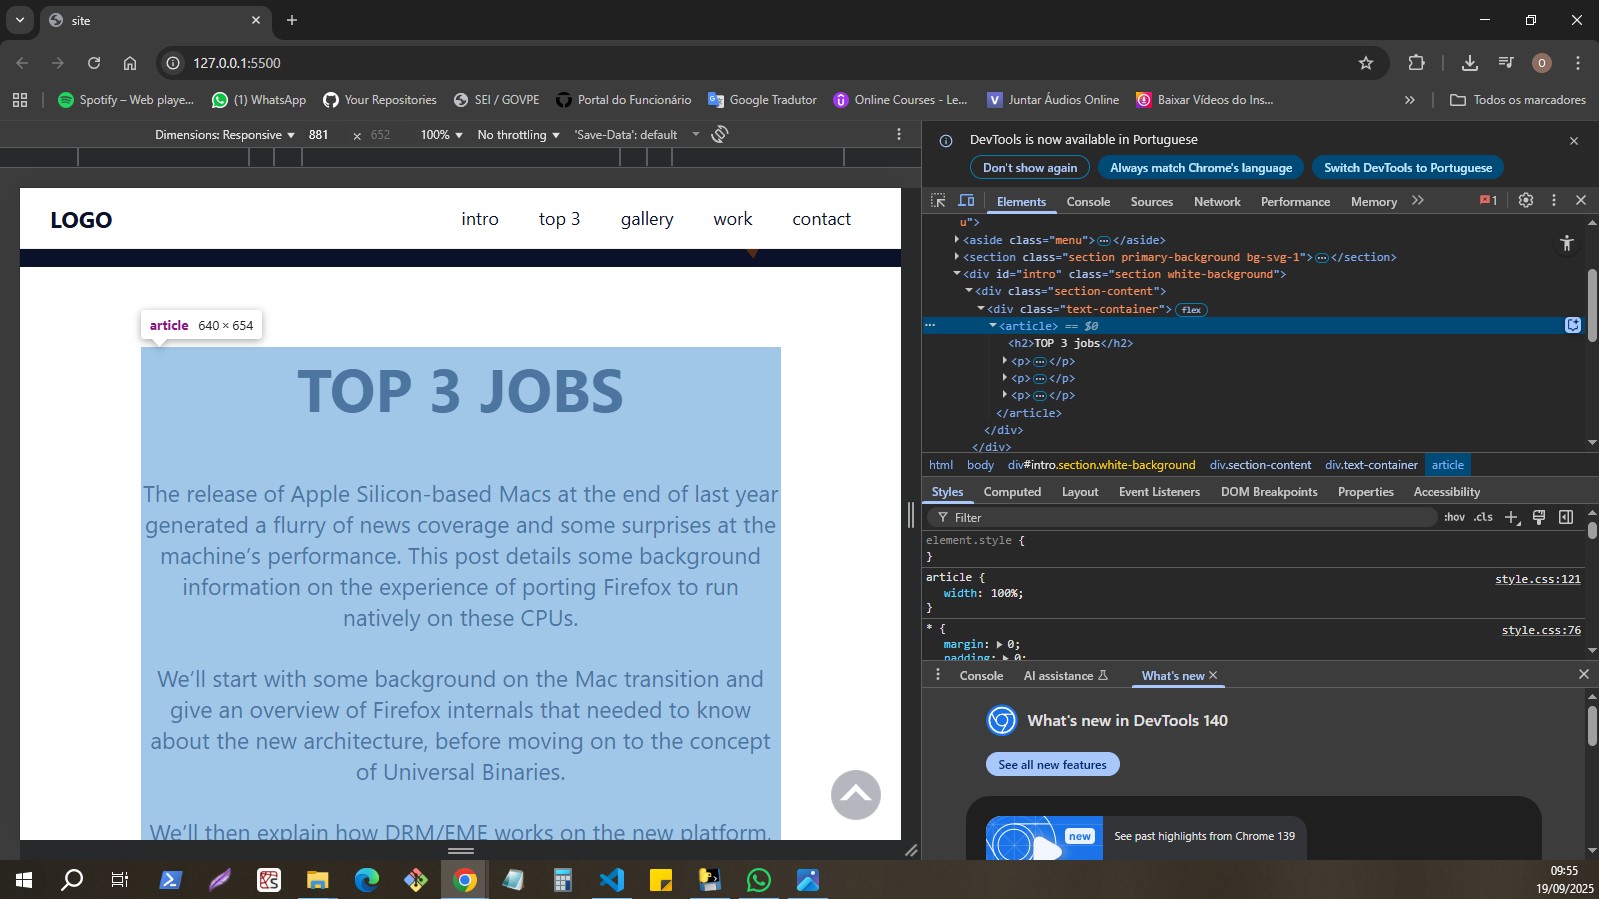 site
127.0.0.1:5500
Spotify – Web playe...
(1) WhatsApp
Your Repositories
SEI / GOVPE
Portal do Funcionário
Google Tradutor
Online Courses - Le...
Juntar Áudios Online
Baixar Vídeos do Ins...
Todos os marcadores
Dimensions: Responsive 881 × 652 100% No throttling 'Save-Data': default
DevTools is now available in Portuguese
Don't show again
Always match Chrome's language
Switch DevTools to Portuguese
Elements Console Sources Network Performance Memory 1
LOGO
intro top 3 gallery work contact
article 640 × 654
TOP 3 JOBS
The release of Apple Silicon-based Macs at the end of last year
generated a flurry of news coverage and some surprises at the
machine’s performance. This post details some background
information on the experience of porting Firefox to run
natively on these CPUs.
We’ll start with some background on the Mac transition and
give an overview of Firefox internals that needed to know
about the new architecture, before moving on to the concept
of Universal Binaries.
We’ll then explain how DRM/EME works on the new platform,
u">
<aside class="menu">…</aside>
<section class="section primary-background bg-svg-1">…</section>
<div id="intro" class="section white-background">
<div class="section-content">
<div class="text-container"> flex
<article> == $0
<h2>TOP 3 jobs</h2>
<p>…</p>
<p>…</p>
<p>…</p>
</article>
</div>
</div>
html body div#intro.section.white-background div.section-content div.text-container article
Styles Computed Layout Event Listeners DOM Breakpoints Properties Accessibility
Filter :hov .cls
element.style {
}
article { style.css:121
width: 100%;
}
* { style.css:76
margin: 0;
padding: 0;
Console AI assistance What's new
What's new in DevTools 140
See all new features
new
See past highlights from Chrome 139
O
09:55
19/09/2025